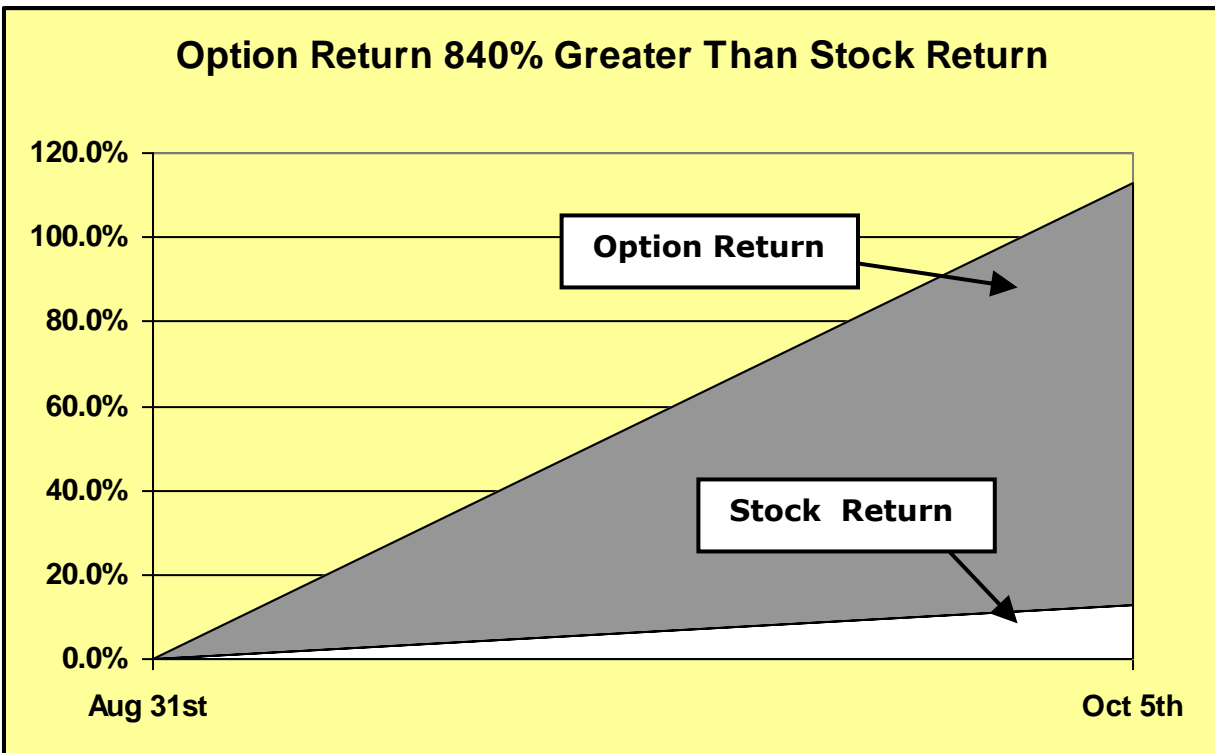 Option Return 840% Greater Than Stock Return
120.0%
100.0%
80.0%
60.0%
40.0%
20.0%
0.0%
Option Return
Stock Return
Aug 31st
Oct 5th